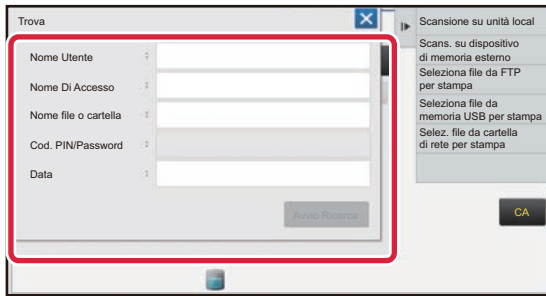 Trova
Nome Utente :
Nome Di Accesso :
Nome file o cartella :
Cod. PIN/Password :
Data :
Avvio Ricerca
Scansione su unità local
Scans. su dispositivo
di memoria esterno
Seleziona file da FTP
per stampa
Seleziona file da
memoria USB per stampa
Selez. file da cartella
di rete per stampa
CA